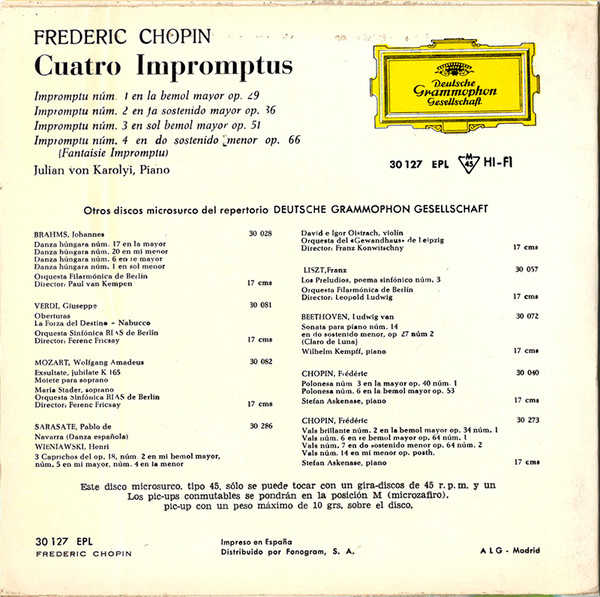 FREDERIC CHOPIN
Cuatro Impromptus
Impromptu núm. 1 en la bemol mayor op. 29
Impromptu núm. 2 en fa sostenido mayor op. 36
Impromptu núm. 3 en sol bemol mayor op. 51
Impromptu núm. 4 en do sostenido menor op. 66
(Fantaisie Impromptu)
Julian von Karolyi, Piano
Deutsche
Grammophon
Gesellschaft
30 127 EPL M 45 HI-FI
Otros discos microsurco del repertorio DEUTSCHE GRAMMOPHON GESELLSCHAFT
BRAHMS, Johannes 30 028
Danza húngara núm. 17 en la mayor
Danza húngara núm. 20 en mi menor
Danza húngara núm. 6 en re mayor
Danza húngara núm. 1 en sol menor
Orquesta Filarmónica de Berlín
Director: Paul van Kempen 17 cms
VERDI, Giuseppe 30 081
Oberturas
La Forza del Destino - Nabucco
Orquesta Sinfónica RIAS de Berlín
Director: Ferenc Fricsay 17 cms
MOZART, Wolfgang Amadeus 30 082
Exsultate, jubilate K 165
Motete para soprano
Maria Stader, soprano
Orquesta Sinfónica RIAS de Berlín
Director: Ferenc Fricsay 17 cms
SARASATE, Pablo de 30 286
Navarra (Danza española)
WIENIAWSKI, Henri
3 Caprichos del op. 18, núm. 2 en mi bemol mayor,
núm. 5 en mi mayor, núm. 4 en la menor
David e Igor Oistrach, violín
Orquesta del «Gewandhaus» de Leipzig
Director: Franz Konwitschny 17 cms
LISZT, Franz 30 057
Los Preludios, poema sinfónico núm. 3
Orquesta Filarmónica de Berlín
Director: Leopold Ludwig 17 cms
BEETHOVEN, Ludwig van 30 072
Sonata para piano núm. 14
en do sostenido menor, op 27 núm 2
(Claro de Luna)
Wilhelm Kempff, piano 17 cms
CHOPIN, Frédéric 30 040
Polonesa núm 3 en la mayor op. 40 núm. 1
Polonesa núm. 6 en la bemol mayor op. 53
Stefan Askenase, piano 17 cms
CHOPIN, Frédéric 30 273
Vals brillante núm. 2 en la bemol mayor op. 34 núm. 1
Vals núm. 6 en re bemol mayor op. 64 núm. 1
Vals núm. 7 en do sostenido menor op. 64 núm. 2
Vals núm. 14 en mi menor op. posth.
Stefan Askenase, piano 17 cms
Este disco microsurco, tipo 45, sólo se puede tocar con un gira-discos de 45 r. p. m. y un
Los pic-ups conmutables se pondrán en la posición M (microzafiro).
pic-up con un peso máximo de 10 grs. sobre el disco.
30 127 EPL
FREDERIC CHOPIN
Impreso en España
Distribuido por Fonogram, S. A.
ALG - Madrid